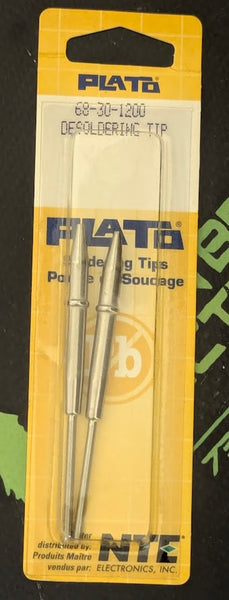 PLATO
68-30-1200
DESOLDERING TIP
PLATO
Soldering Tips
de Soudage
b
distributed by:
Produits Maître
vendus par:
NTE
ELECTRONICS, INC.